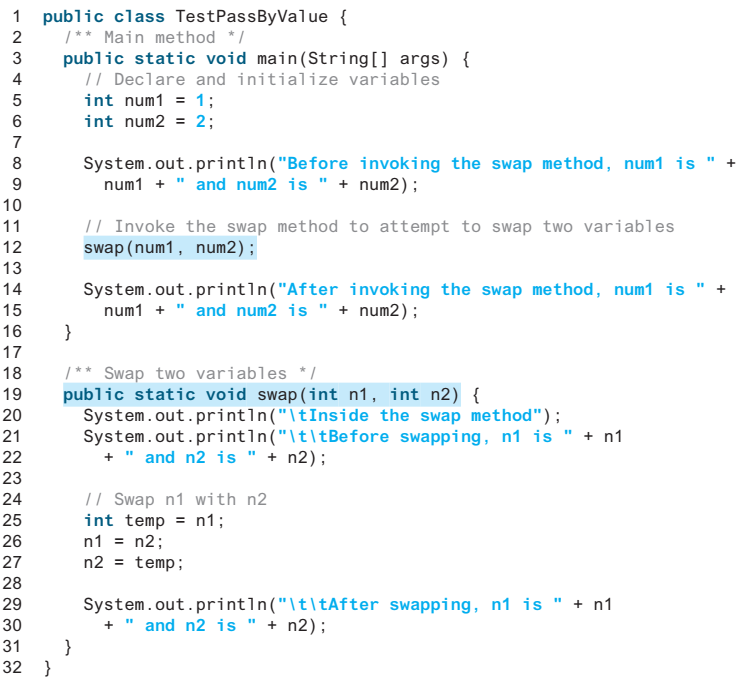 1 public class TestPassByValue {
2   /** Main method */
3   public static void main(String[] args) {
4     // Declare and initialize variables
5     int num1 = 1;
6     int num2 = 2;
7
8     System.out.println("Before invoking the swap method, num1 is " +
9       num1 + " and num2 is " + num2);
10
11     // Invoke the swap method to attempt to swap two variables
12     swap(num1, num2);
13
14     System.out.println("After invoking the swap method, num1 is " +
15       num1 + " and num2 is " + num2);
16   }
17
18   /** Swap two variables */
19   public static void swap(int n1, int n2) {
20     System.out.println("\tInside the swap method");
21     System.out.println("\t\tBefore swapping, n1 is " + n1
22       + " and n2 is " + n2);
23
24     // Swap n1 with n2
25     int temp = n1;
26     n1 = n2;
27     n2 = temp;
28
29     System.out.println("\t\tAfter swapping, n1 is " + n1
30       + " and n2 is " + n2);
31   }
32 }